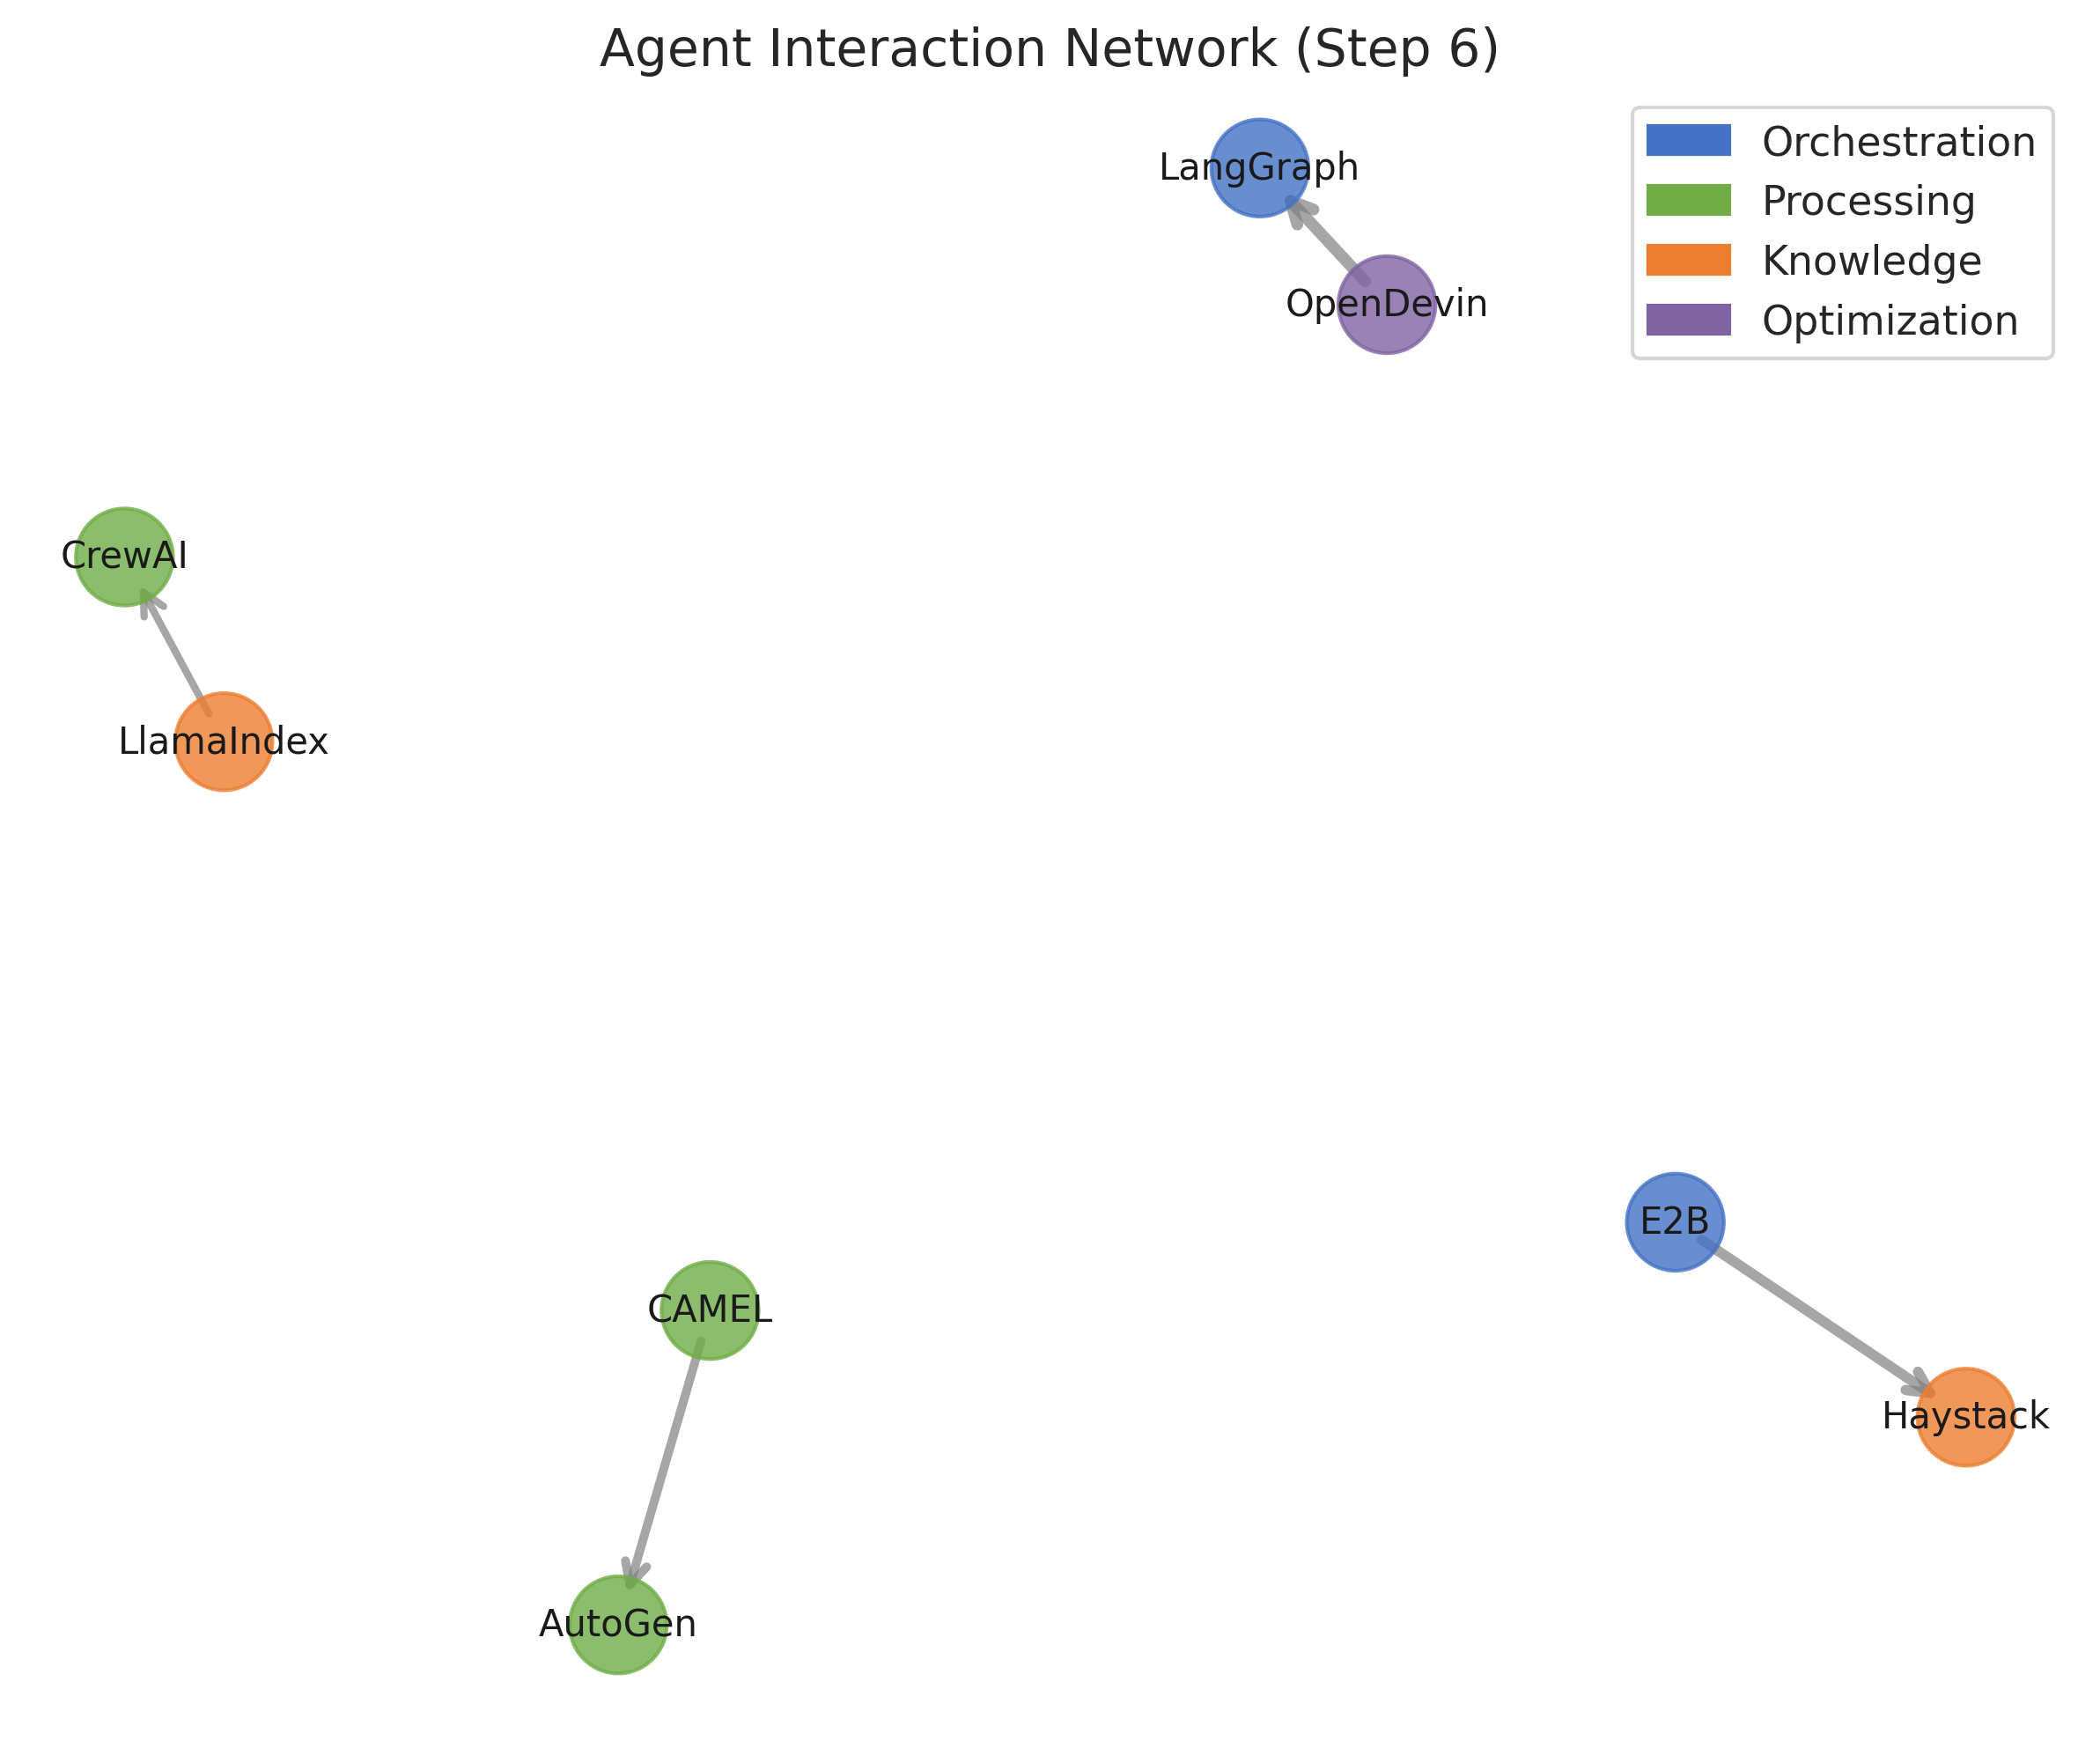 Agent Interaction Network (Step 6)
Orchestration
Processing
Knowledge
Optimization
LangGraph
OpenDevin
CrewAI
LlamaIndex
E2B
CAMEL
Haystack
AutoGen